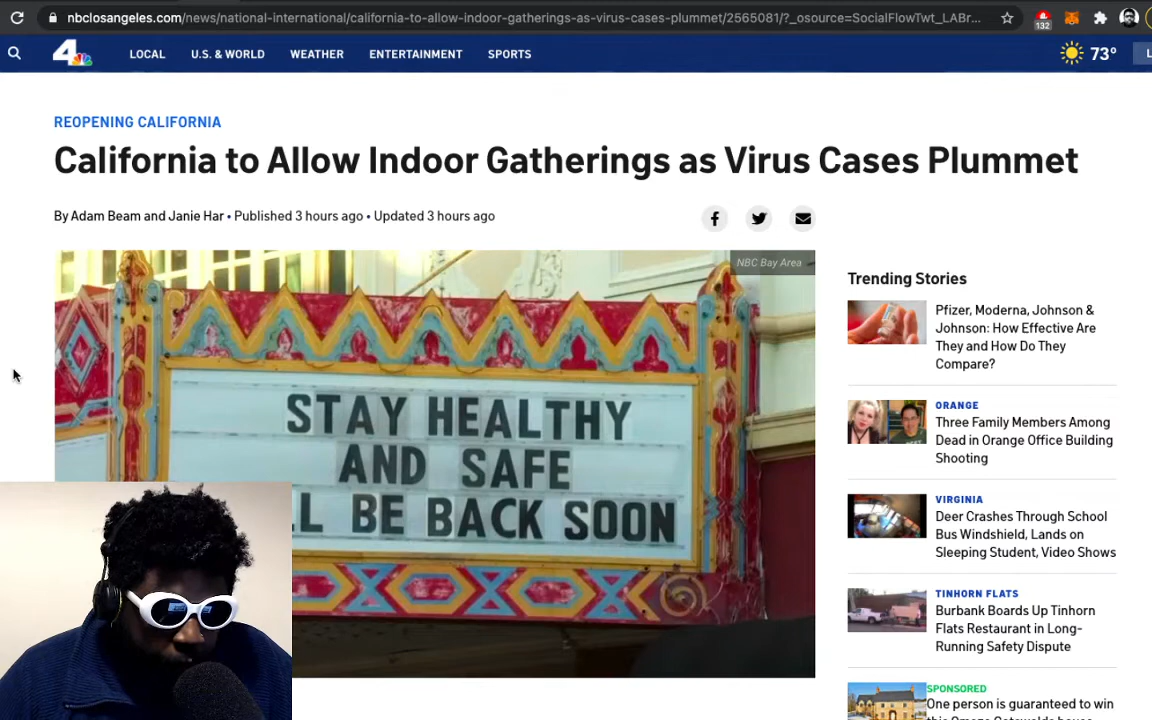 nbclosangeles.com/news/national-international/california-to-allow-indoor-gatherings-as-virus-cases-plummet/2565081/?_osource=SocialFlowTwt_LABr...
132
4
LOCAL
U.S. & WORLD
WEATHER
ENTERTAINMENT
SPORTS
73°
REOPENING CALIFORNIA
California to Allow Indoor Gatherings as Virus Cases Plummet
By Adam Beam and Janie Har • Published 3 hours ago • Updated 3 hours ago
NBC Bay Area
STAY HEALTHY
AND SAFE
BE BACK SOON
Trending Stories
Pfizer, Moderna, Johnson &
Johnson: How Effective Are
They and How Do They
Compare?
ORANGE
Three Family Members Among
Dead in Orange Office Building
Shooting
VIRGINIA
Deer Crashes Through School
Bus Windshield, Lands on
Sleeping Student, Video Shows
TINHORN FLATS
Burbank Boards Up Tinhorn
Flats Restaurant in Long-
Running Safety Dispute
SPONSORED
One person is guaranteed to win